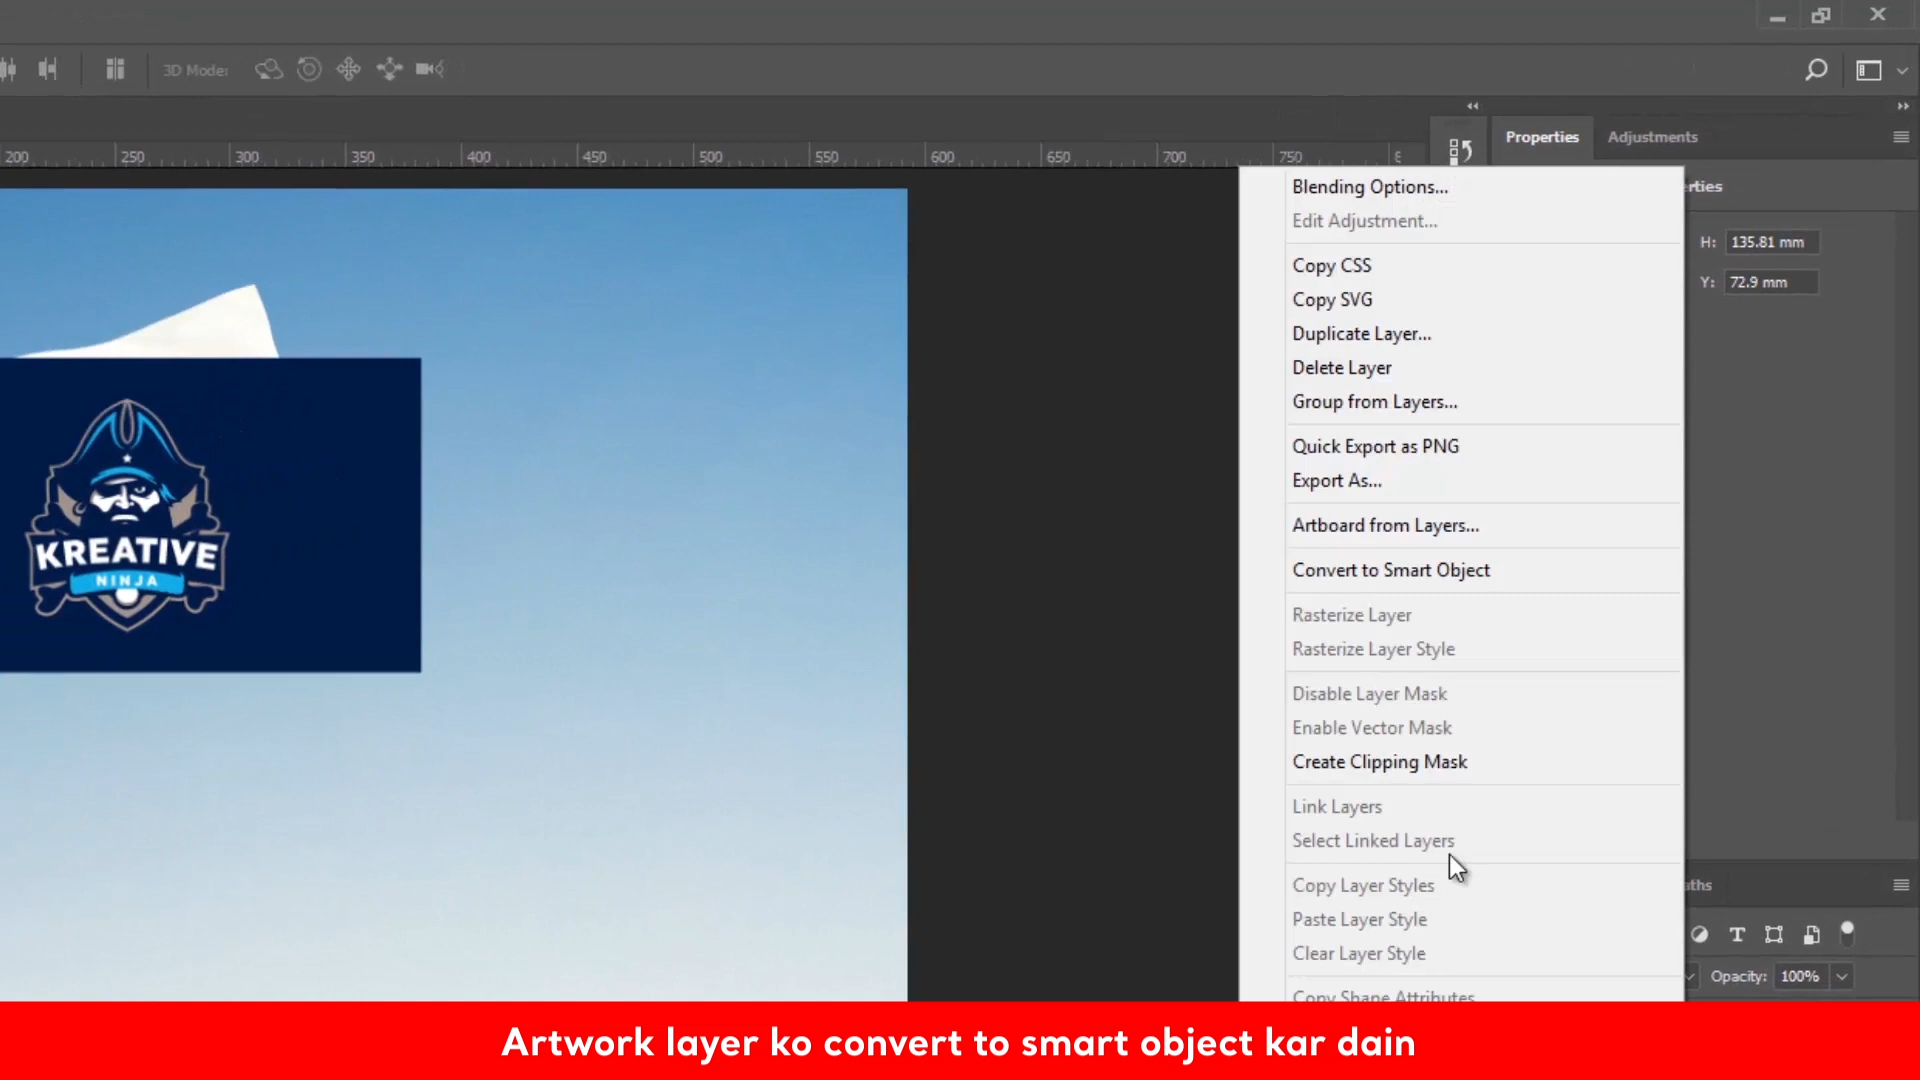 3D Mode:
Properties
Adjustments
200
250
300
350
400
450
500
550
600
650
700
750
Blending Options...
Edit Adjustment...
Copy CSS
Copy SVG
Duplicate Layer...
Delete Layer
Group from Layers...
Quick Export as PNG
Export As...
Artboard from Layers...
Convert to Smart Object
Rasterize Layer
Rasterize Layer Style
Disable Layer Mask
Enable Vector Mask
Create Clipping Mask
Link Layers
Select Linked Layers
Copy Layer Styles
Paste Layer Style
Clear Layer Style
Copy Shape Attributes
erties
H: 135.81 mm
Y: 72.9 mm
KREATIVE
NINJA
aths
Opacity: 100%
Artwork layer ko convert to smart object kar dain